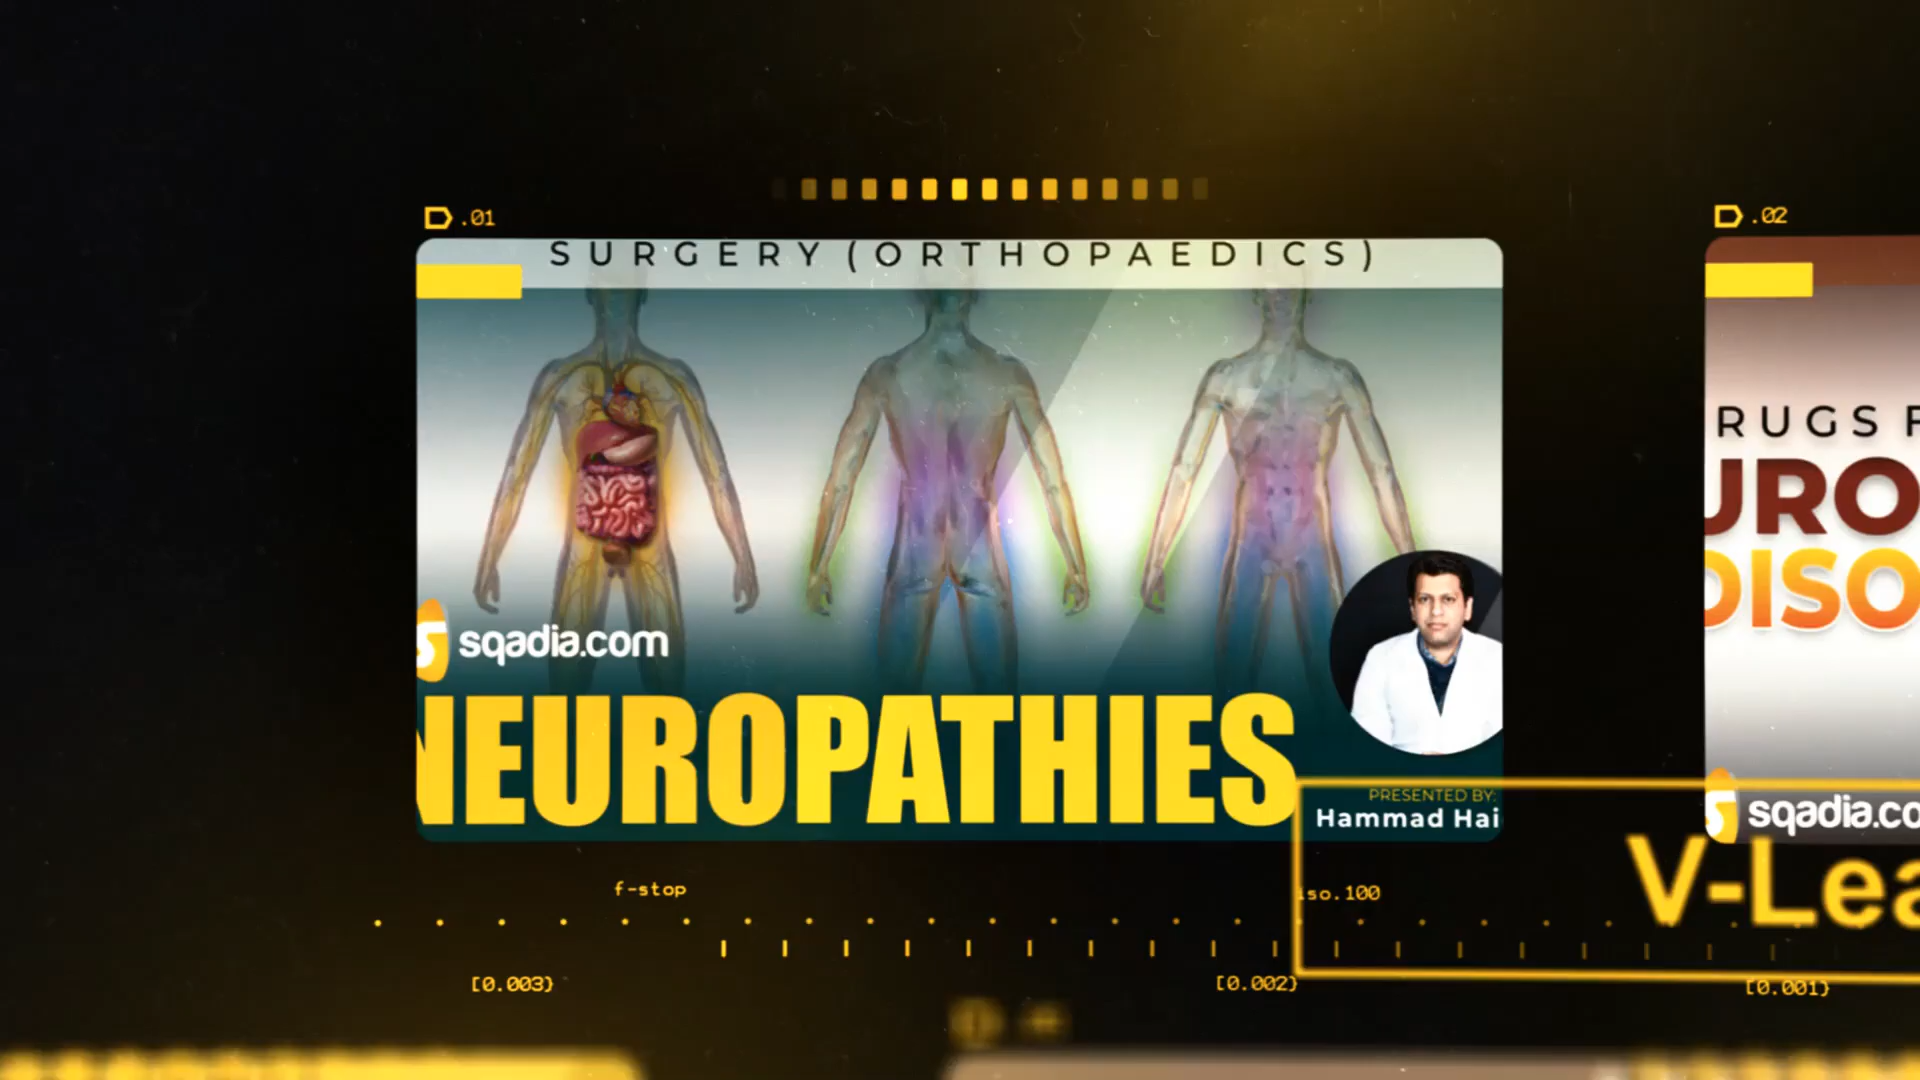 .01
.02
SURGERY (ORTHOPAEDICS)
RUGS F
URO
DISO
sqadia.com
NEUROPATHIES
PRESENTED BY:
Hammad Hai
sqadia.co
V-Lea
f-stop
iso.100
[0.003}
[0.002}
[0.001}